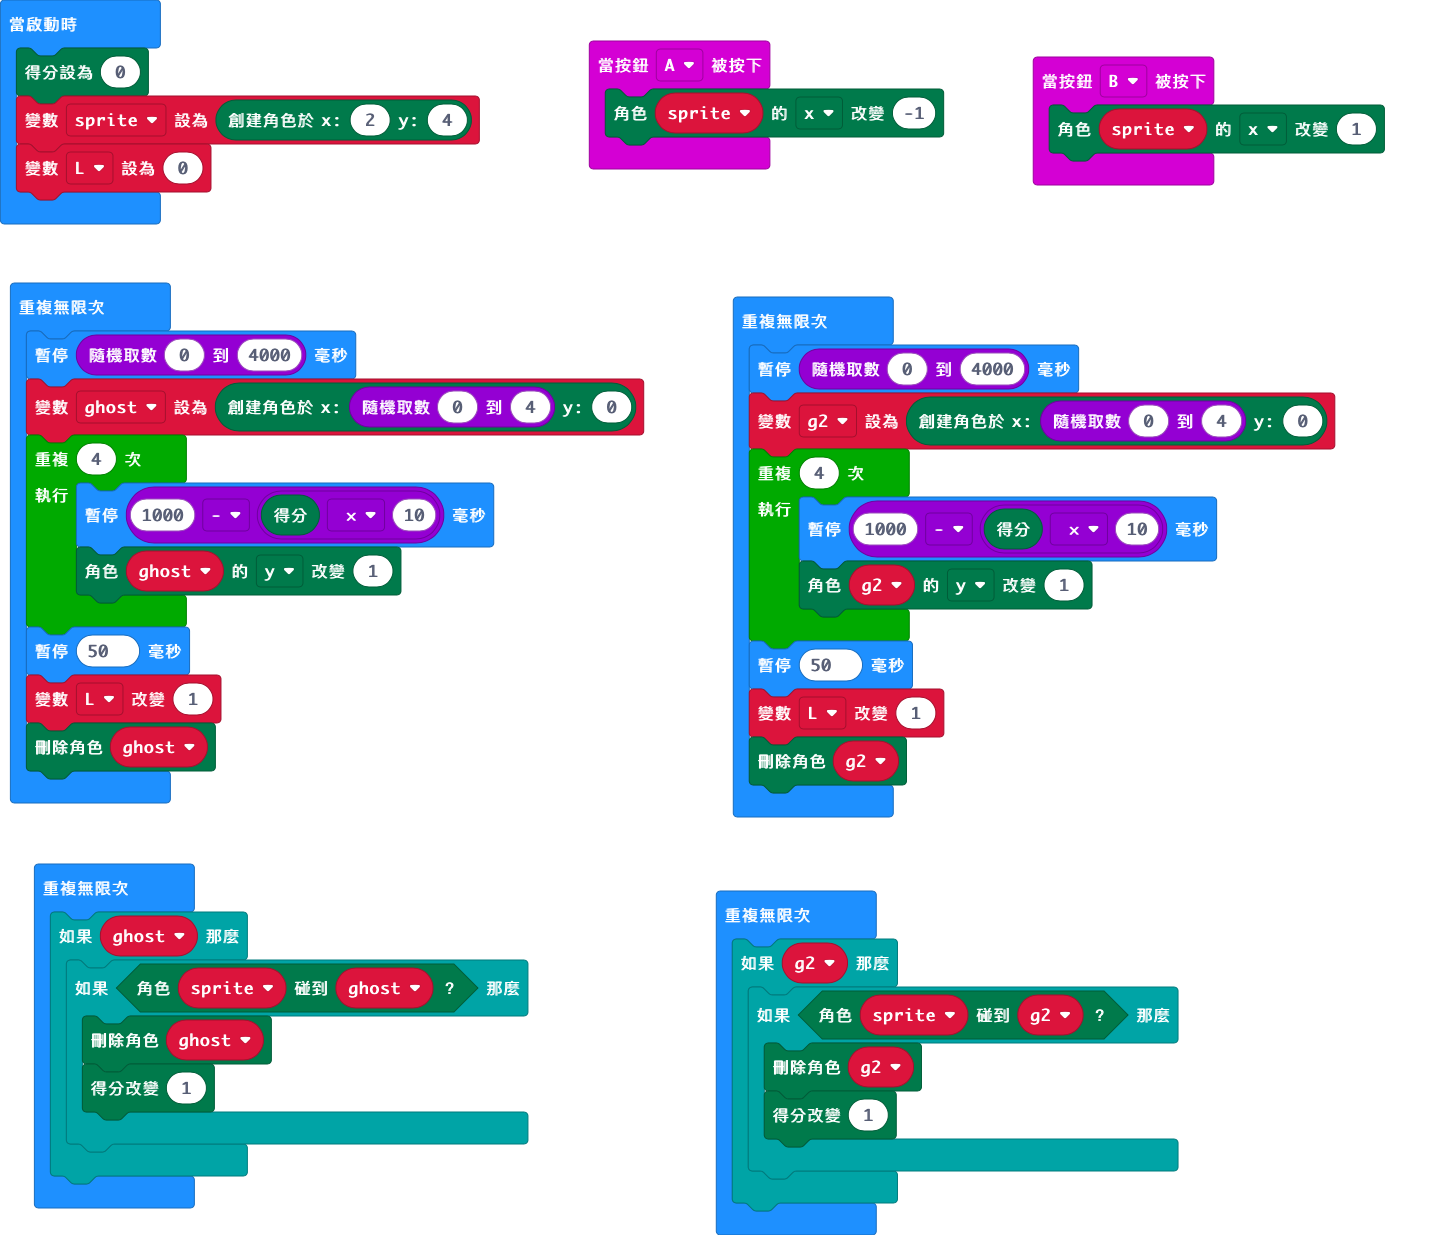 當啟動時
得分設為 0
變數 sprite 設為 創建角色於 x: 2 y: 4
變數 L 設為 0
當按鈕 A 被按下
角色 sprite 的 x 改變 -1
當按鈕 B 被按下
角色 sprite 的 x 改變 1
重複無限次
暫停 隨機取數 0 到 4000 毫秒
變數 ghost 設為 創建角色於 x: 隨機取數 0 到 4 y: 0
重複 4 次
執行
暫停 1000 - 得分 x 10 毫秒
角色 ghost 的 y 改變 1
暫停 50 毫秒
變數 L 改變 1
刪除角色 ghost
重複無限次
暫停 隨機取數 0 到 4000 毫秒
變數 g2 設為 創建角色於 x: 隨機取數 0 到 4 y: 0
重複 4 次
執行
暫停 1000 - 得分 x 10 毫秒
角色 g2 的 y 改變 1
暫停 50 毫秒
變數 L 改變 1
刪除角色 g2
重複無限次
如果 ghost 那麼
如果 角色 sprite 碰到 ghost ? 那麼
刪除角色 ghost
得分改變 1
重複無限次
如果 g2 那麼
如果 角色 sprite 碰到 g2 ? 那麼
刪除角色 g2
得分改變 1